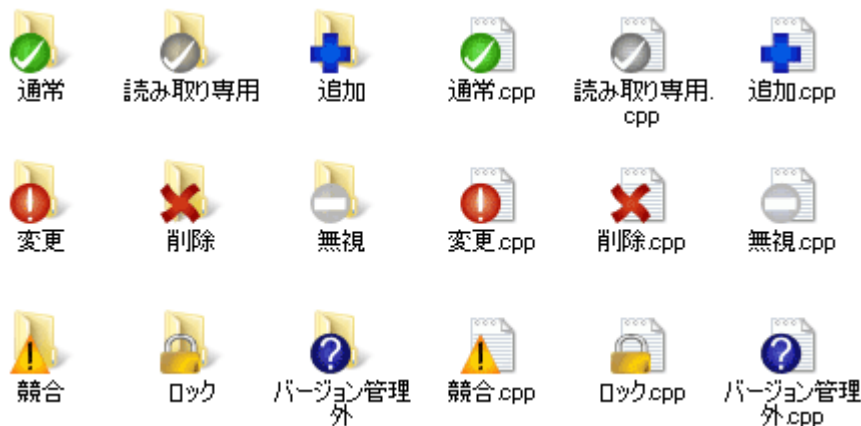 通常
読み取り専用
追加
通常.cpp
読み取り専用.
cpp
追加.cpp
変更
削除
無視
変更.cpp
削除.cpp
無視.cpp
競合
ロック
バージョン管理
外
競合.cpp
ロック.cpp
バージョン管理
外.cpp